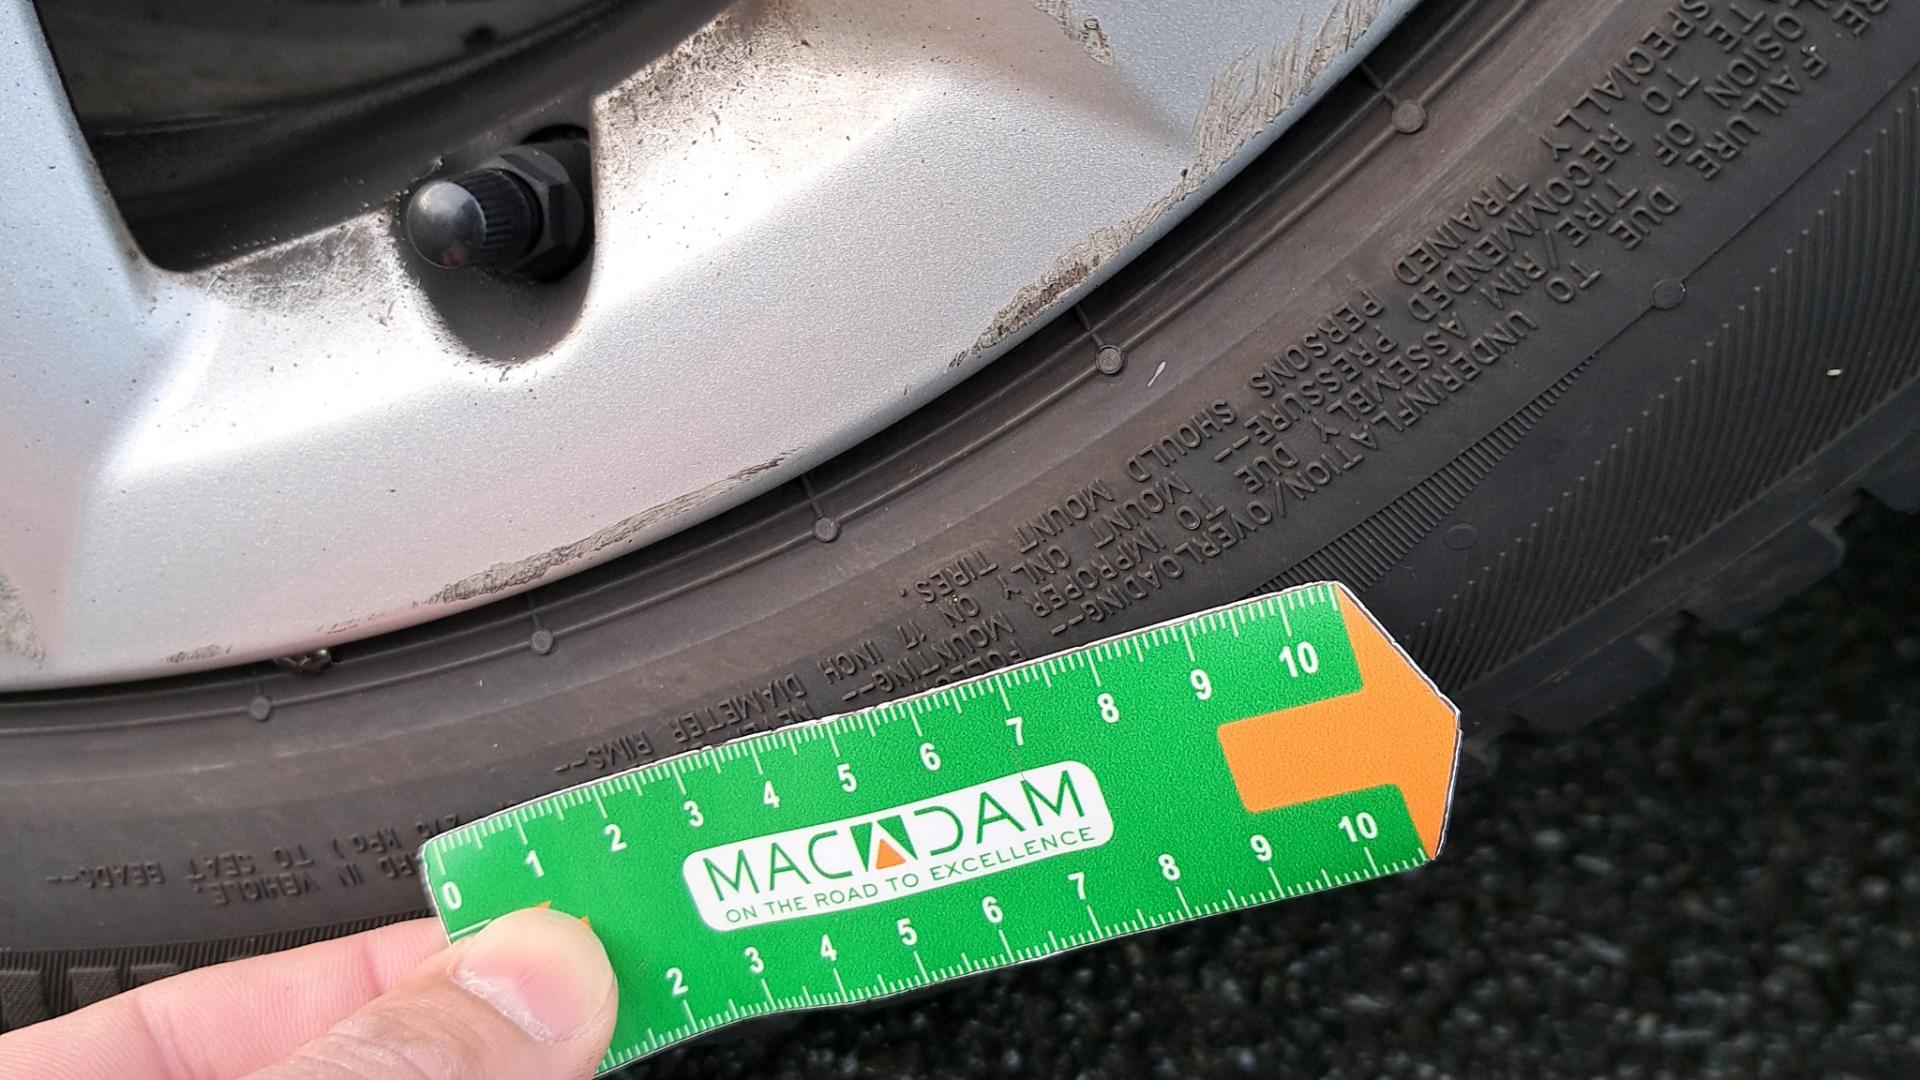 FAILURE DUE TO UNDERINFLATION/OVERLOADING--
OF TIRE/RIM ASSEMBLY DUE TO IMPROPER MOUNTING--
TO RECOMMENDED PRESSURE-- MOUNT ONLY ON 17 INCH DIAMETER RIMS--
SPECIALLY TRAINED PERSONS SHOULD MOUNT TIRES.
IN VEHICLE.
KPa) TO SEAT BEADS--
0 1 2 3 4 5 6 7 8 9 10
MACADAM
ON THE ROAD TO EXCELLENCE
2 3 4 5 6 7 8 9 10